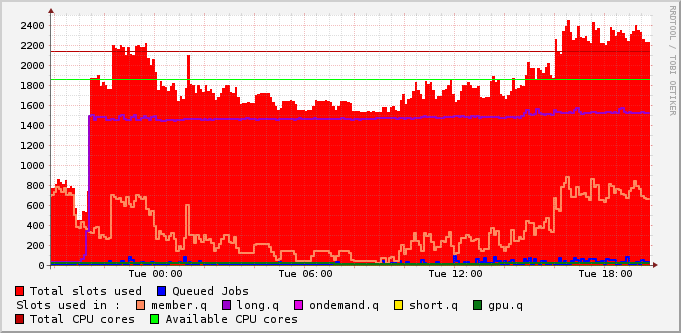 RRDTOOL / TOBI OETIKER
2400
2200
2000
1800
1600
1400
1200
1000
800
600
400
200
0
Tue 00:00 Tue 06:00 Tue 12:00 Tue 18:00
Total slots used Queued Jobs
Slots used in : member.q long.q ondemand.q short.q gpu.q
Total CPU cores Available CPU cores